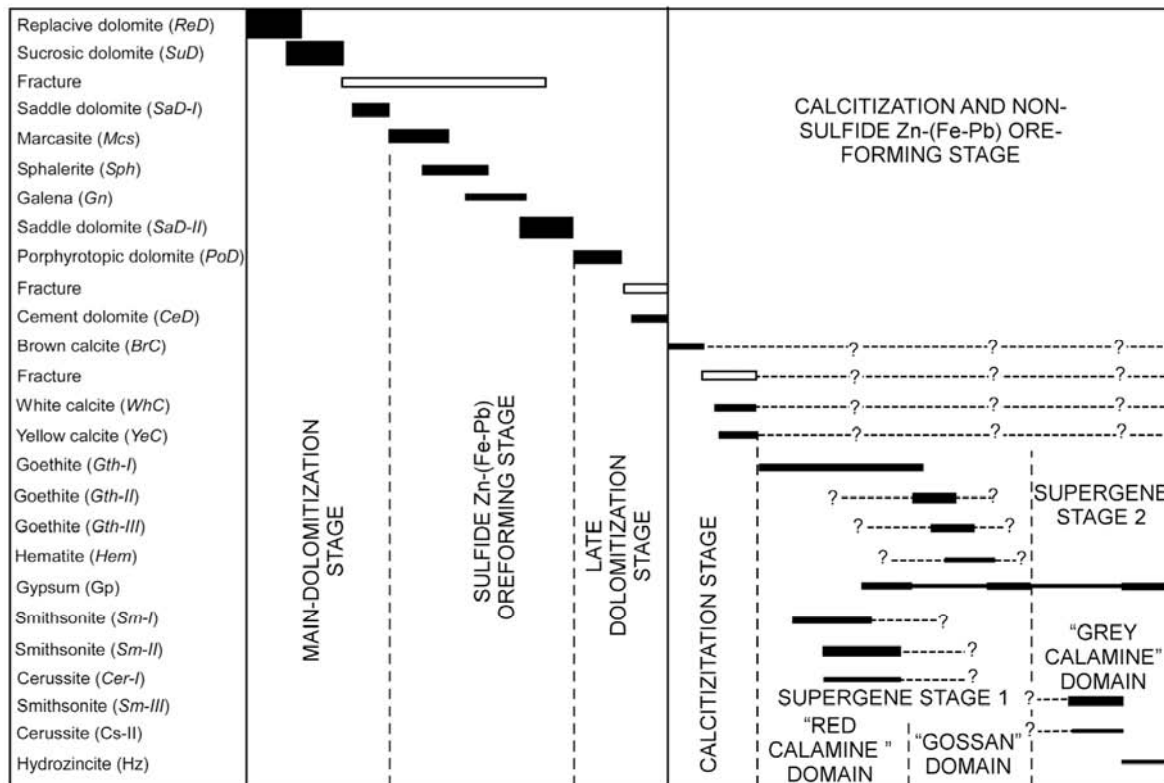 Replacive dolomite (ReD)
Sucrosic dolomite (SuD)
Fracture
Saddle dolomite (SaD-I)
Marcasite (Mcs)
Sphalerite (Sph)
Galena (Gn)
Saddle dolomite (SaD-II)
Porphyrotopic dolomite (PoD)
Fracture
Cement dolomite (CeD)
Brown calcite (BrC)
Fracture
White calcite (WhC)
Yellow calcite (YeC)
Goethite (Gth-I)
Goethite (Gth-II)
Goethite (Gth-III)
Hematite (Hem)
Gypsum (Gp)
Smithsonite (Sm-I)
Smithsonite (Sm-II)
Cerussite (Cer-I)
Smithsonite (Sm-III)
Cerussite (Cs-II)
Hydrozincite (Hz)
MAIN-DOLOMITIZATION
STAGE
SULFIDE Zn-(Fe-Pb)
OREFORMING STAGE
LATE
DOLOMITIZATION
STAGE
CALCITIZITATION STAGE
CALCITIZATION AND NON-
SULFIDE Zn-(Fe-Pb) ORE-
FORMING STAGE
? ? ?
? ? ?
? ? ?
? ? ?
? ?
? ?
? ?
?
?
?
?
?
SUPERGENE STAGE 1
"RED
CALAMINE "
DOMAIN
"GOSSAN"
DOMAIN
SUPERGENE
STAGE 2
"GREY
CALAMINE"
DOMAIN